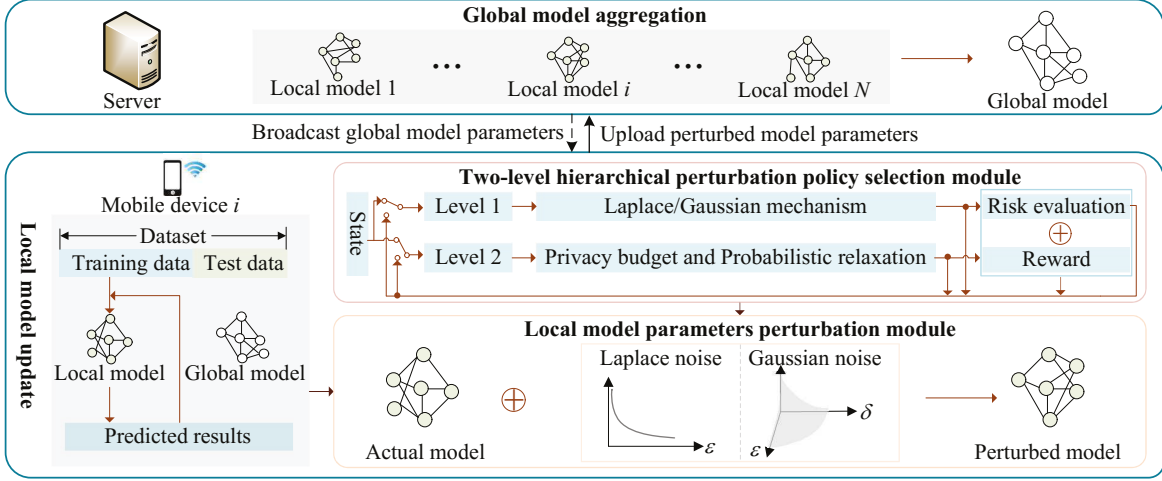 Global model aggregation
Server
Local model 1
...
Local model i
...
Local model N
Global model
Broadcast global model parameters
Upload perturbed model parameters
Local model update
Mobile device i
Dataset
Training data
Test data
Local model
Global model
Predicted results
Two-level hierarchical perturbation policy selection module
State
Level 1
Laplace/Gaussian mechanism
Risk evaluation
Level 2
Privacy budget and Probabilistic relaxation
Reward
Local model parameters perturbation module
Actual model
Laplace noise
ε
Gaussian noise
δ
ε
Perturbed model